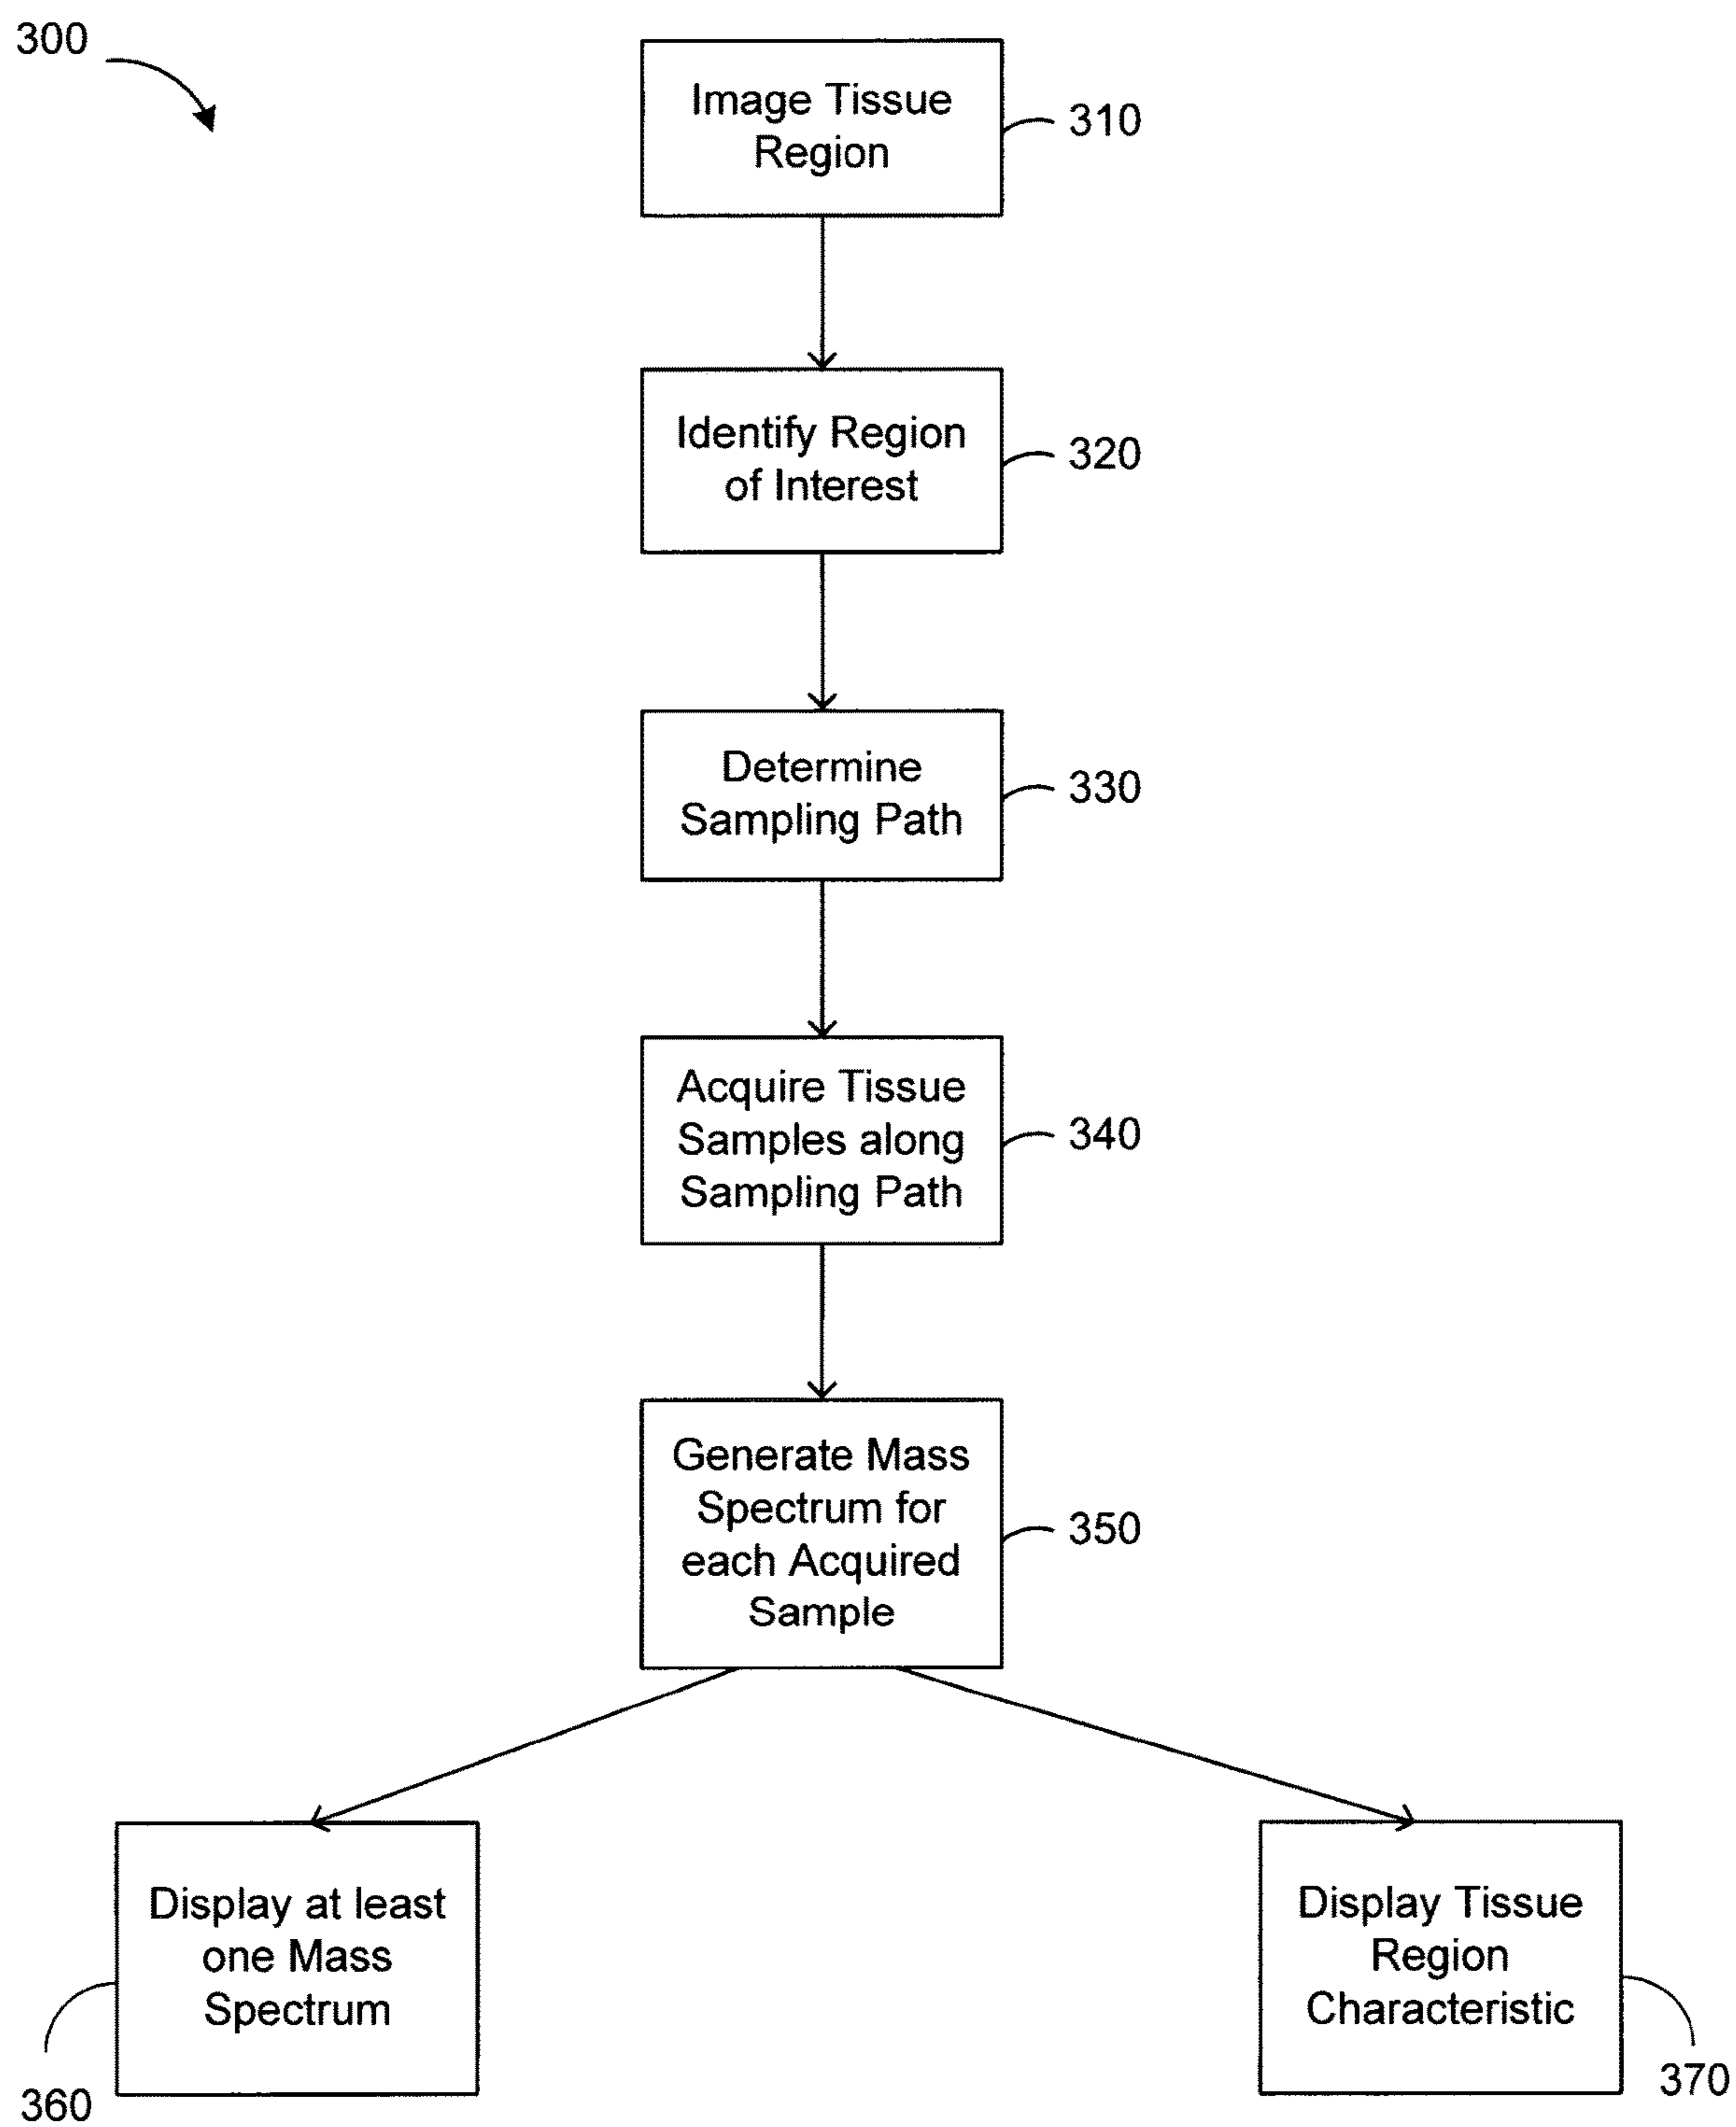 300
Image Tissue
Region
310
Identify Region
of Interest
320
Determine
Sampling Path
330
Acquire Tissue
Samples along
Sampling Path
340
Generate Mass
Spectrum for
each Acquired
Sample
350
Display at least
one Mass
Spectrum
360
Display Tissue
Region
Characteristic
370